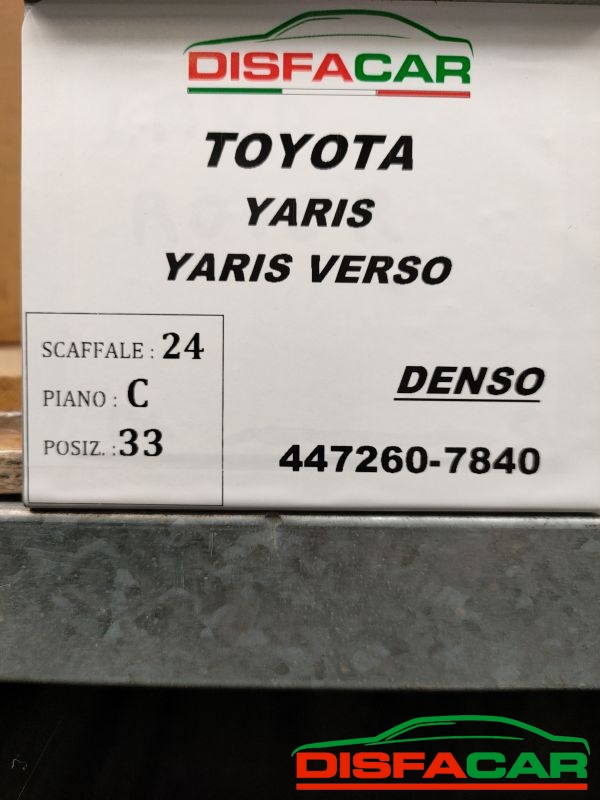 DISFACAR
TOYOTA
YARIS
YARIS VERSO
SCAFFALE : 24
PIANO : C
POSIZ. : 33
DENSO
447260-7840
DISFACAR